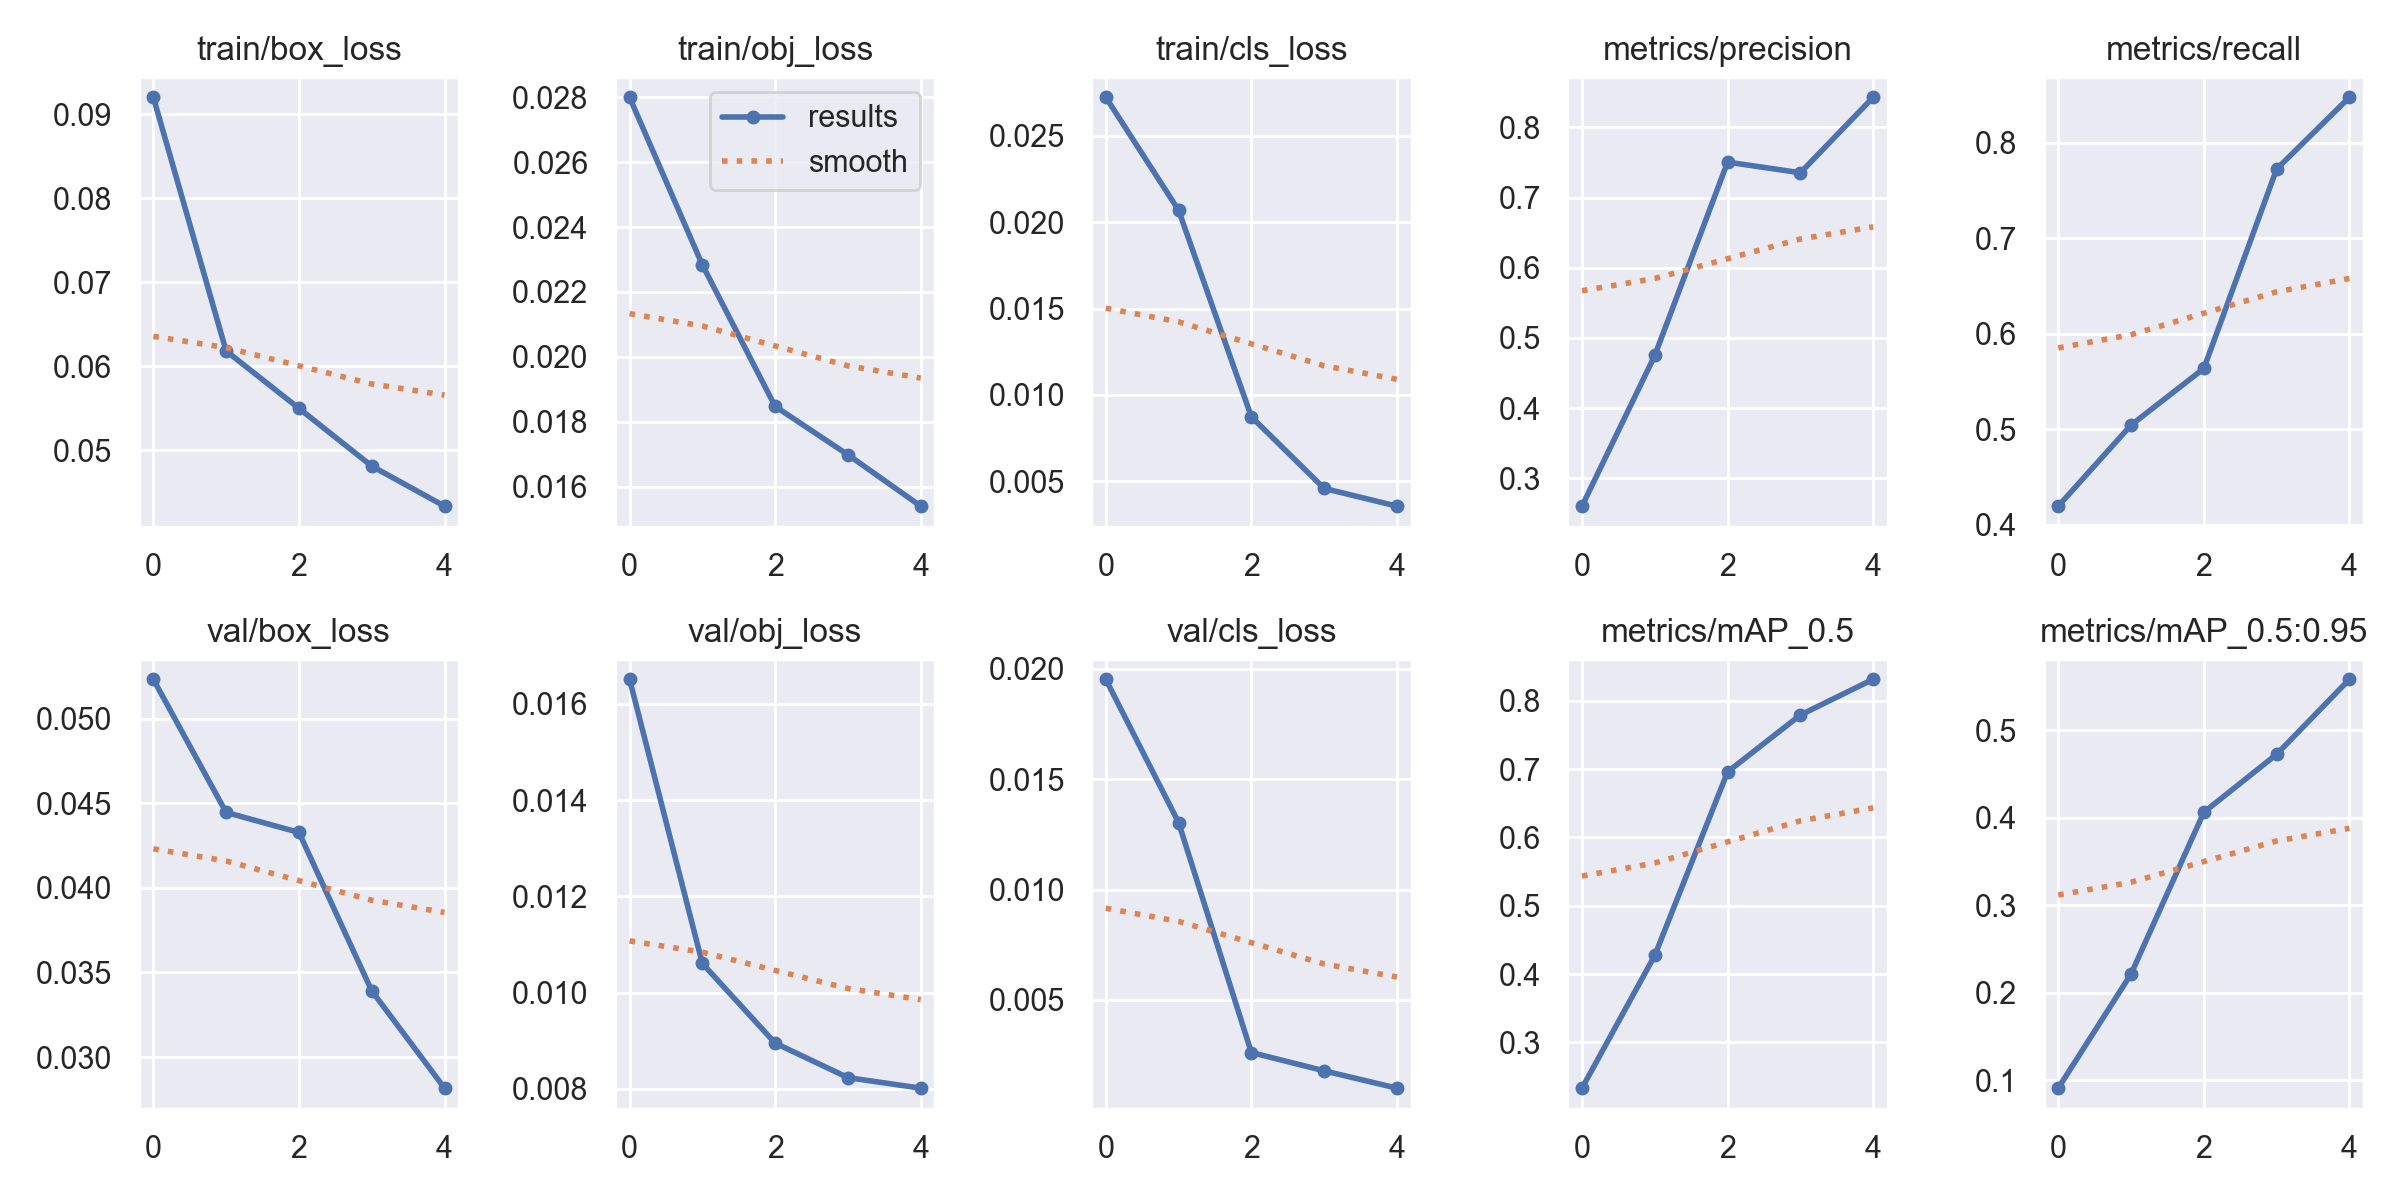 train/box_loss
0.09
0.08
0.07
0.06
0.05
0 2 4
train/obj_loss
results
smooth
0.028
0.026
0.024
0.022
0.020
0.018
0.016
0 2 4
train/cls_loss
0.025
0.020
0.015
0.010
0.005
0 2 4
metrics/precision
0.8
0.7
0.6
0.5
0.4
0.3
0 2 4
metrics/recall
0.8
0.7
0.6
0.5
0.4
0 2 4
val/box_loss
0.050
0.045
0.040
0.035
0.030
0 2 4
val/obj_loss
0.016
0.014
0.012
0.010
0.008
0 2 4
val/cls_loss
0.020
0.015
0.010
0.005
0 2 4
metrics/mAP_0.5
0.8
0.7
0.6
0.5
0.4
0.3
0 2 4
metrics/mAP_0.5:0.95
0.5
0.4
0.3
0.2
0.1
0 2 4